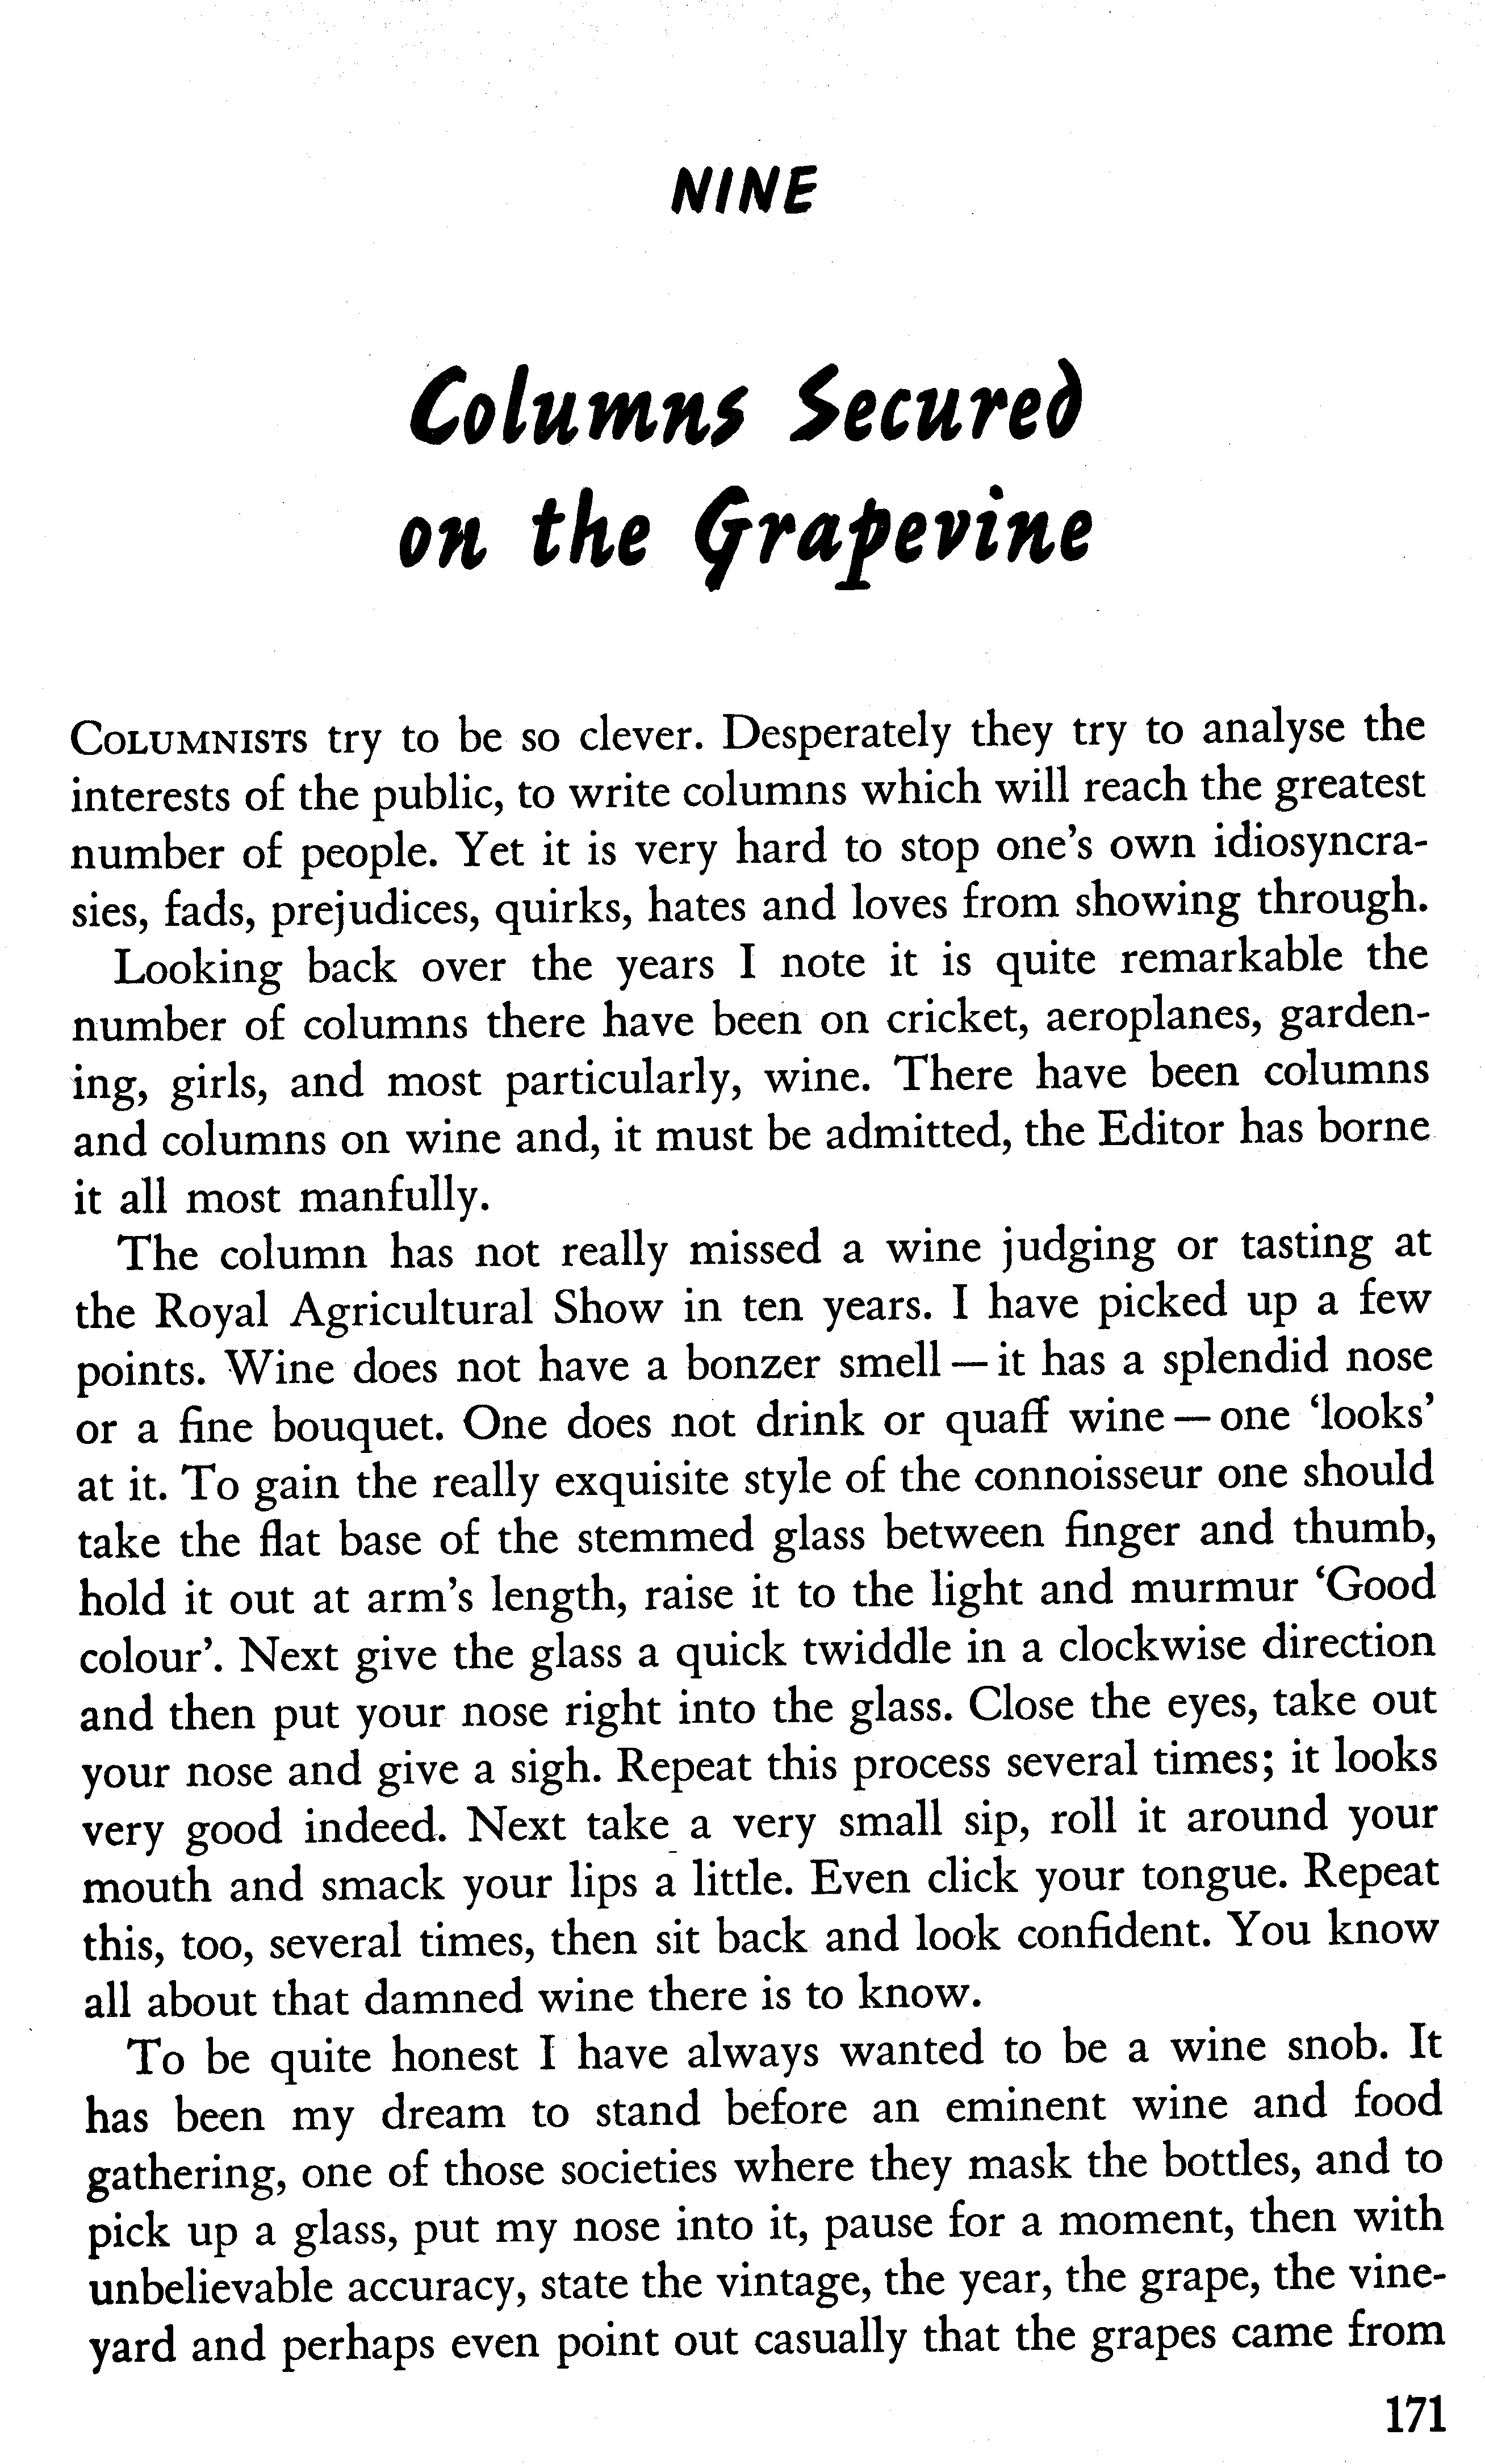 NINE
Columns Secured
on the Grapevine
COLUMNISTS try to be so clever. Desperately they try to analyse the
interests of the public, to write columns which will reach the greatest
number of people. Yet it is very hard to stop one's own idiosyncra-
sies, fads, prejudices, quirks, hates and loves from showing through.
Looking back over the years I note it is quite remarkable the
number of columns there have been on cricket, aeroplanes, garden-
ing, girls, and most particularly, wine. There have been columns
and columns on wine and, it must be admitted, the Editor has borne
it all most manfully.
The column has not really missed a wine judging or tasting at
the Royal Agricultural Show in ten years. I have picked up a few
points. Wine does not have a bonzer smell — it has a splendid nose
or a fine bouquet. One does not drink or quaff wine — one ‘looks’
at it. To gain the really exquisite style of the connoisseur one should
take the flat base of the stemmed glass between finger and thumb,
hold it out at arm's length, raise it to the light and murmur ‘Good
colour’. Next give the glass a quick twiddle in a clockwise direction
and then put your nose right into the glass. Close the eyes, take out
your nose and give a sigh. Repeat this process several times; it looks
very good indeed. Next take a very small sip, roll it around your
mouth and smack your lips a little. Even click your tongue. Repeat
this, too, several times, then sit back and look confident. You know
all about that damned wine there is to know.
To be quite honest I have always wanted to be a wine snob. It
has been my dream to stand before an eminent wine and food
gathering, one of those societies where they mask the bottles, and to
pick up a glass, put my nose into it, pause for a moment, then with
unbelievable accuracy, state the vintage, the year, the grape, the vine-
yard and perhaps even point out casually that the grapes came from
171